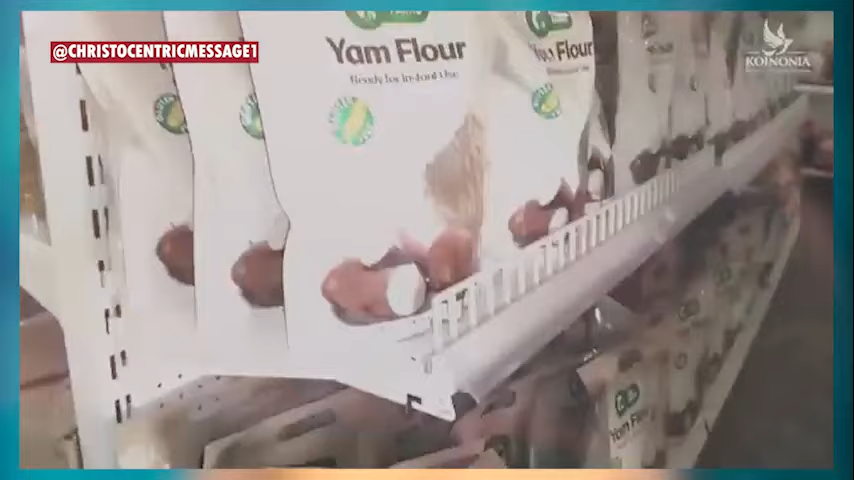 @CHRISTOCENTRICMESSAGE1
KOINONIA
Yam Flour
Ready for Instant Use
Yam Flour
Yam Flour